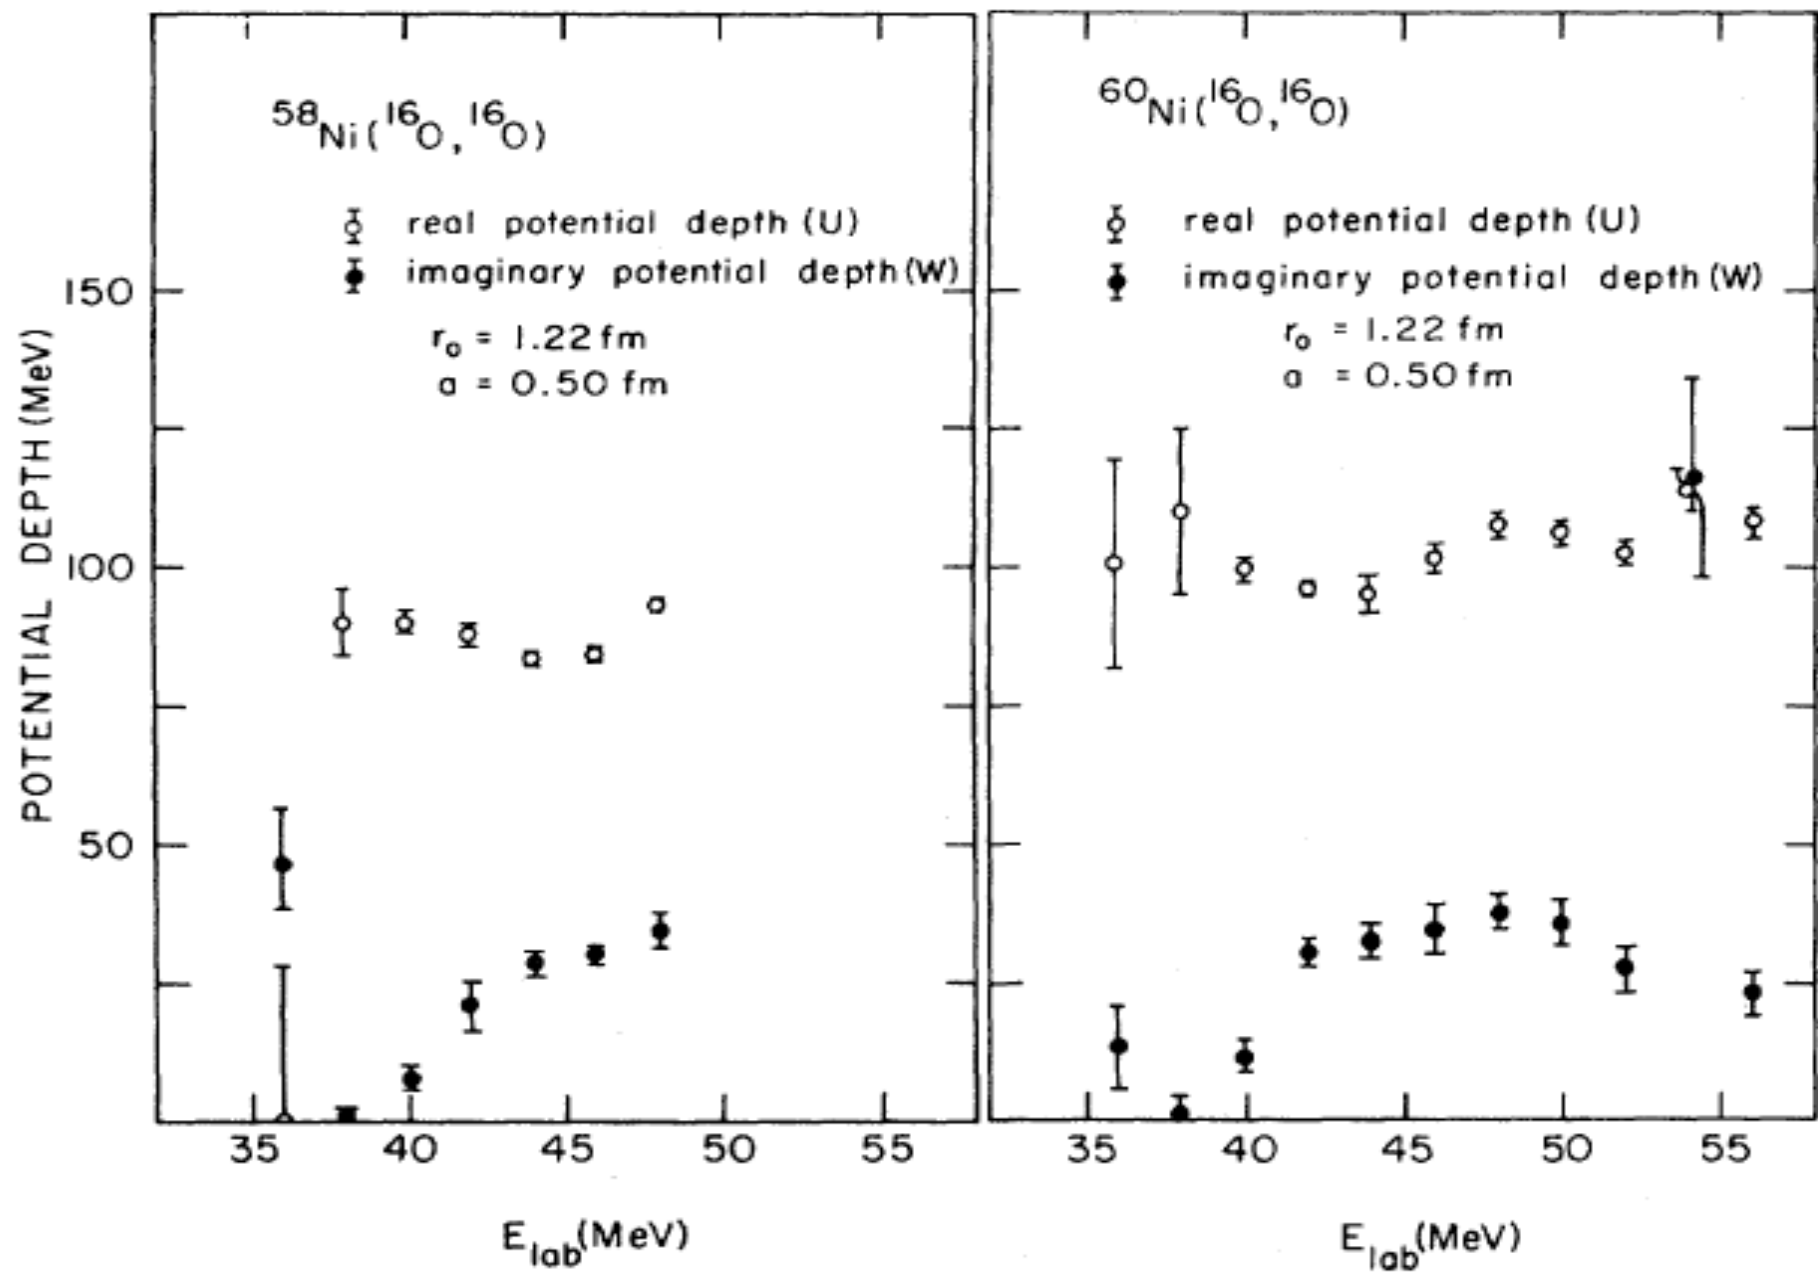 POTENTIAL DEPTH (MeV)
150
100
50
⁵⁸Ni(¹⁶O,¹⁶O)
real potential depth (U)
imaginary potential depth (W)
r₀ = 1.22 fm
a = 0.50 fm
35 40 45 50 55
E_lab (MeV)
⁶⁰Ni(¹⁶O,¹⁶O)
real potential depth (U)
imaginary potential depth (W)
r₀ = 1.22 fm
a = 0.50 fm
35 40 45 50 55
E_lab (MeV)